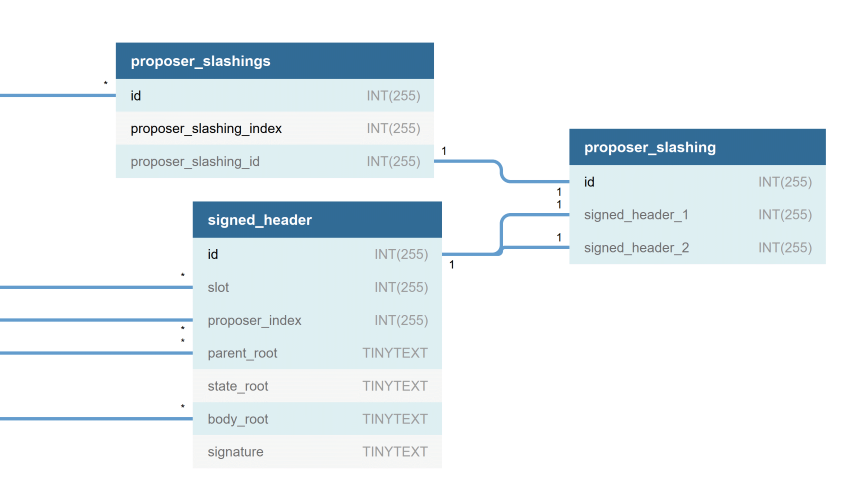 proposer_slashings
*
id INT(255)
proposer_slashing_index INT(255)
proposer_slashing_id INT(255)
1
proposer_slashing
1
id INT(255)
1
signed_header_1 INT(255)
1
signed_header_2 INT(255)
signed_header
id INT(255)
1
*
slot INT(255)
proposer_index INT(255)
*
*
parent_root TINYTEXT
state_root TINYTEXT
*
body_root TINYTEXT
signature TINYTEXT